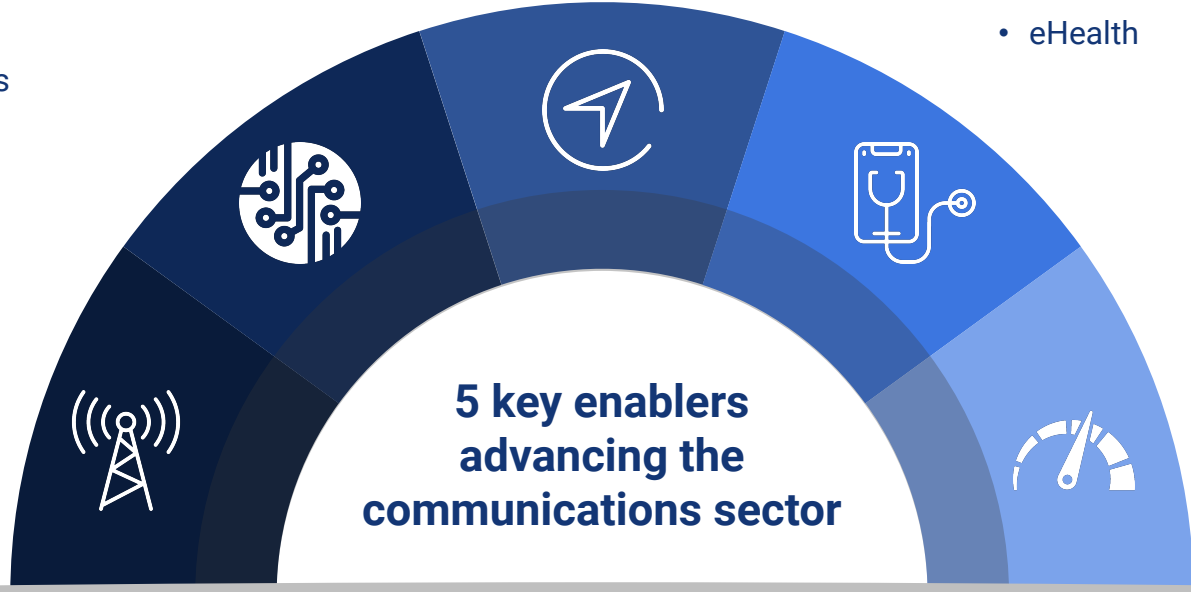 • eHealth
s
5 key enablers
advancing the
communications sector